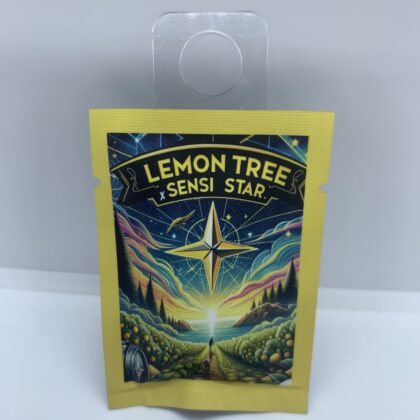 LEMON TREE
X SENSI STAR.